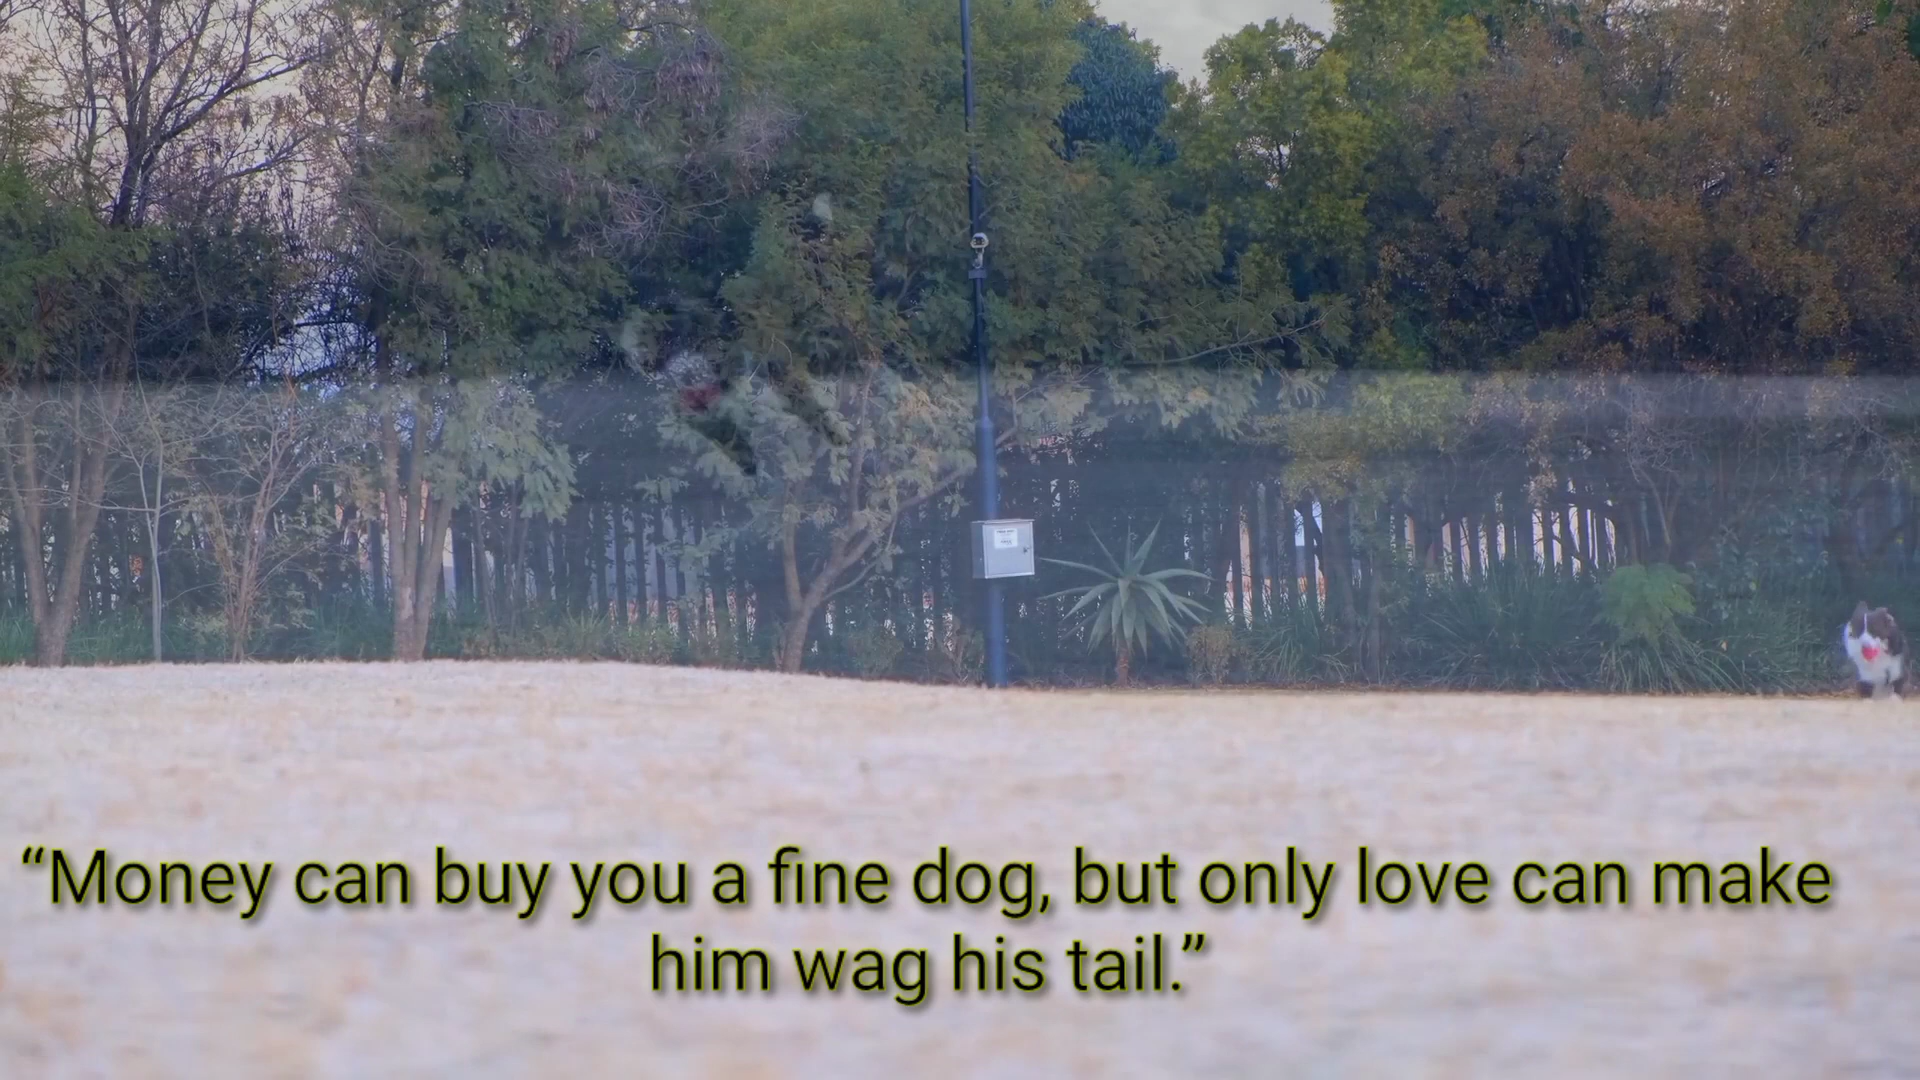 “Money can buy you a fine dog, but only love can make
him wag his tail.”